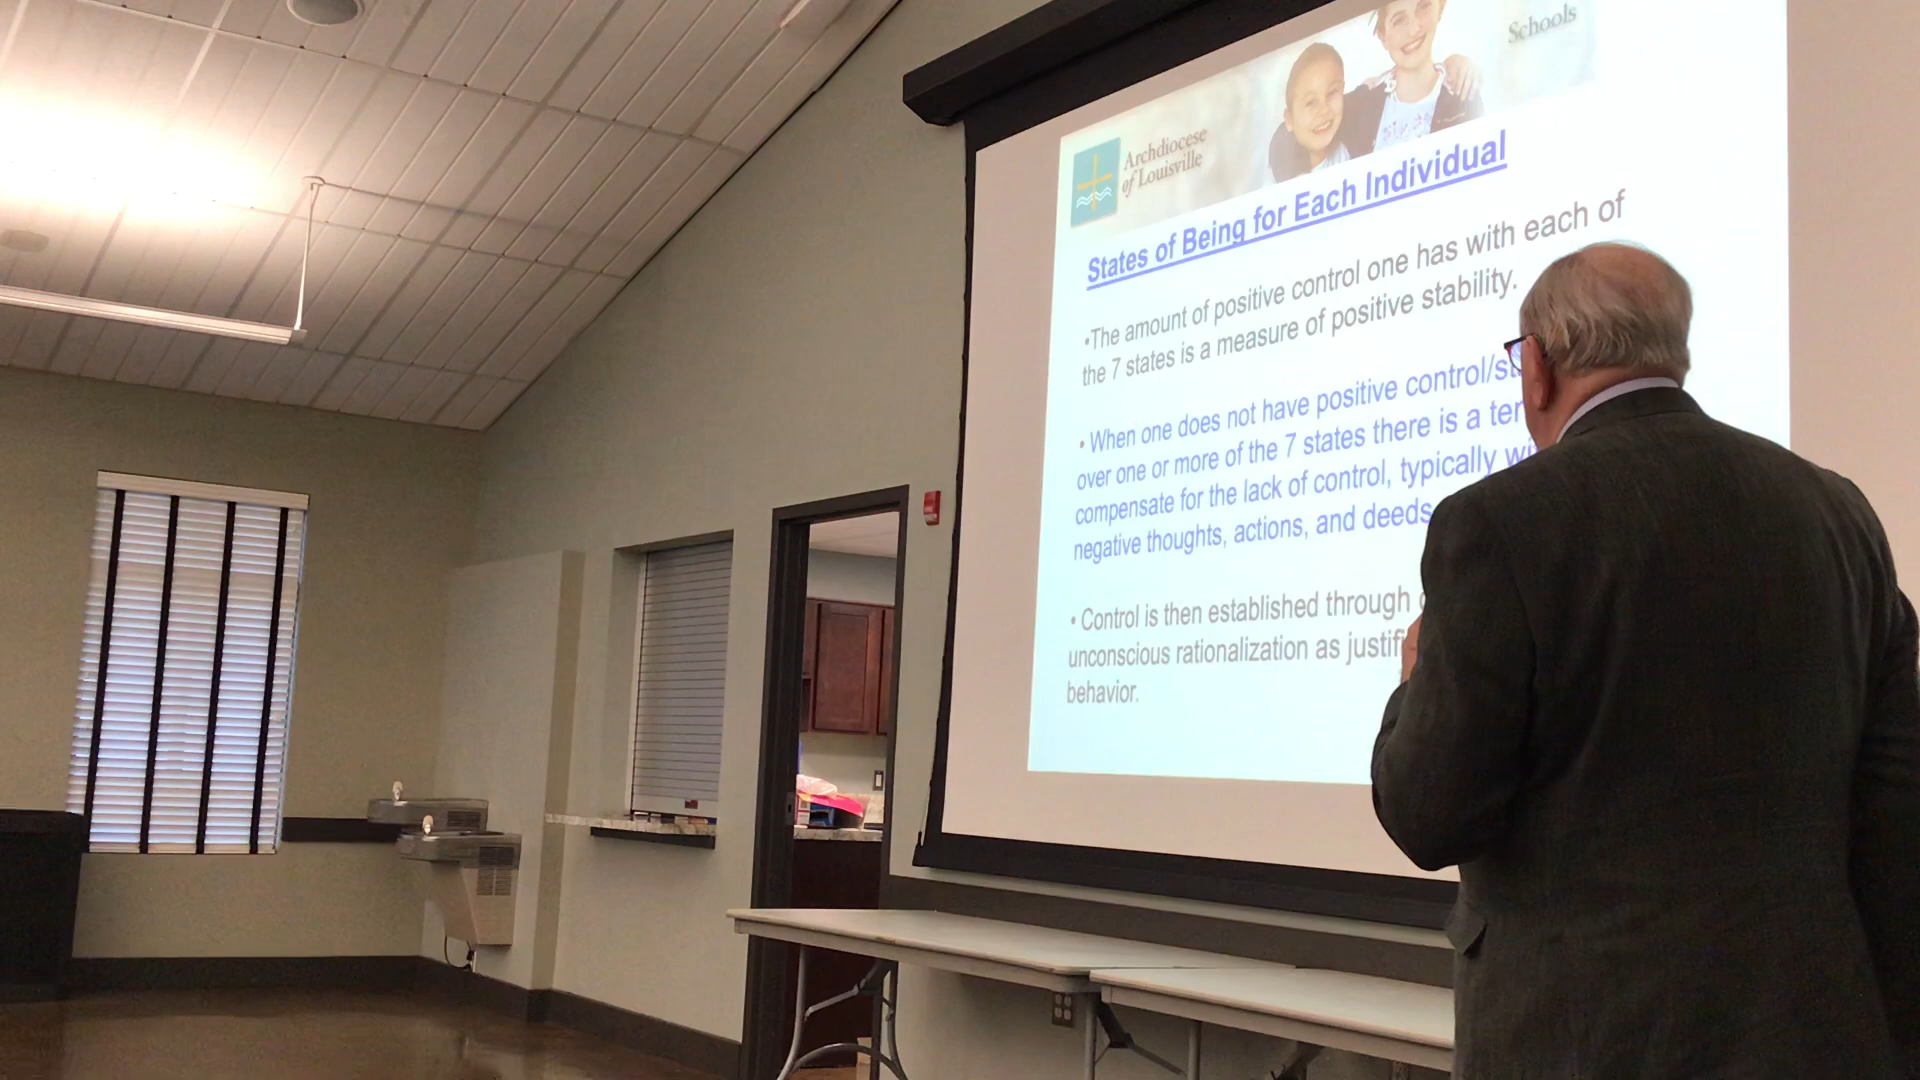 Schools
Archdiocese
of Louisville
States of Being for Each Individual
•The amount of positive control one has with each of
the 7 states is a measure of positive stability.
• When one does not have positive control/
over one or more of the 7 states there is a
compensate for the lack of control, typically
negative thoughts, actions, and deeds
• Control is then established through
unconscious rationalization as
behavior.